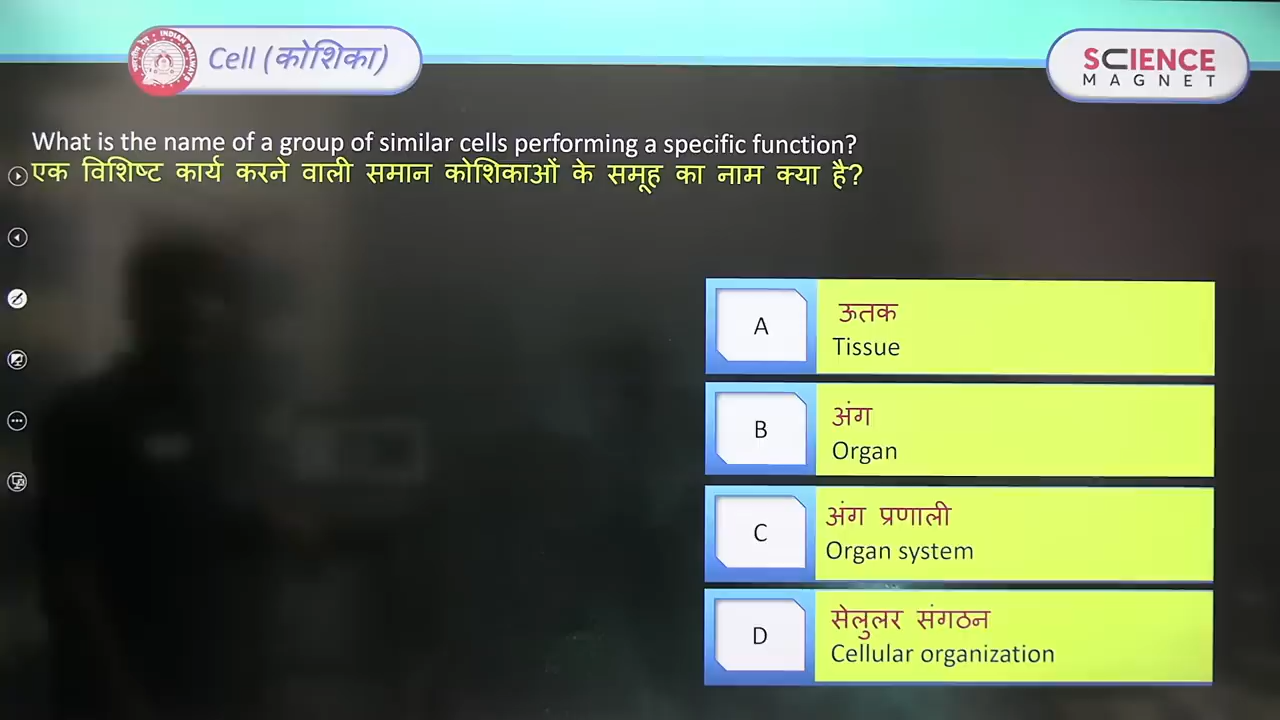 Cell (कोशिका)
SCIENCE
MAGNET
What is the name of a group of similar cells performing a specific function?
एक विशिष्ट कार्य करने वाली समान कोशिकाओं के समूह का नाम क्या है?
A
ऊतक
Tissue
B
अंग
Organ
C
अंग प्रणाली
Organ system
D
सेलुलर संगठन
Cellular organization